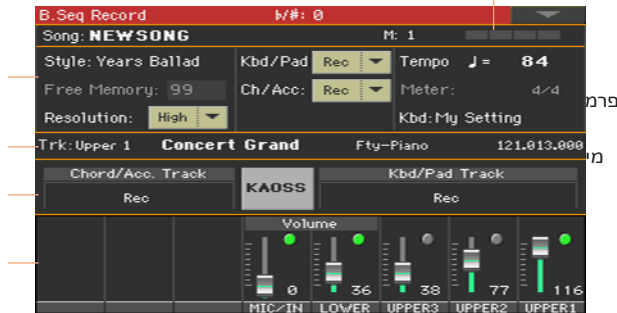 B.Seq Record ♭/#: 0
Song: NEWSONG M: 1
Style: Years Ballad Kbd/Pad Rec Tempo ♩ = 84
Free Memory: 99 Ch/Acc: Rec Meter: 4/4
פרמ
Resolution: High Kbd: My Setting
Trk: Upper 1 Concert Grand Fty-Piano 121.013.000
מי
Chord/Acc. Track KAOSS Kbd/Pad Track
Rec Rec
Volume
0 36 38 77 116
MIC/IN LOWER UPPER3 UPPER2 UPPER1